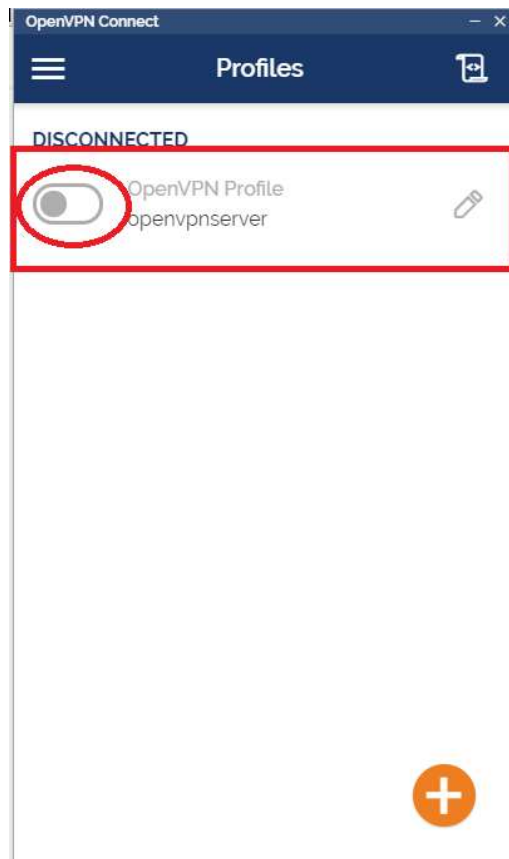 OpenVPN Connect
Profiles
DISCONNECTED
OpenVPN Profile
openvpnserver